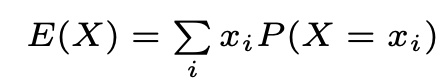 E(X) = ∑_i x_i P(X = x_i)